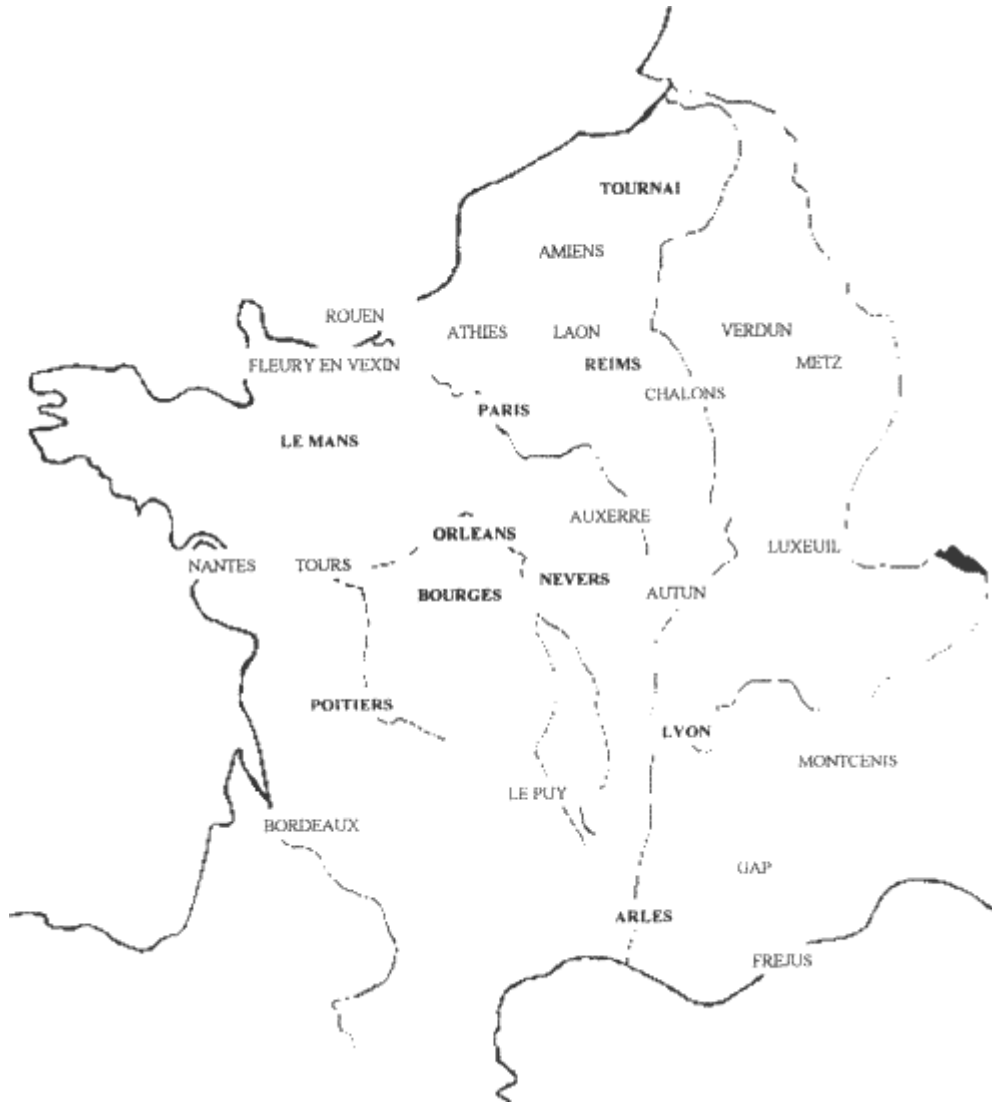 TOURNAI
AMIENS
ROUEN
ATHIES
LAON
VERDUN
FLEURY EN VEXIN
REIMS
METZ
CHALONS
PARIS
LE MANS
AUXERRE
ORLEANS
LUXEUIL
NANTES
TOURS
NEVERS
BOURGES
AUTUN
POITIERS
LYON
MONTCENIS
LE PUY
BORDEAUX
GAP
ARLES
FREJUS